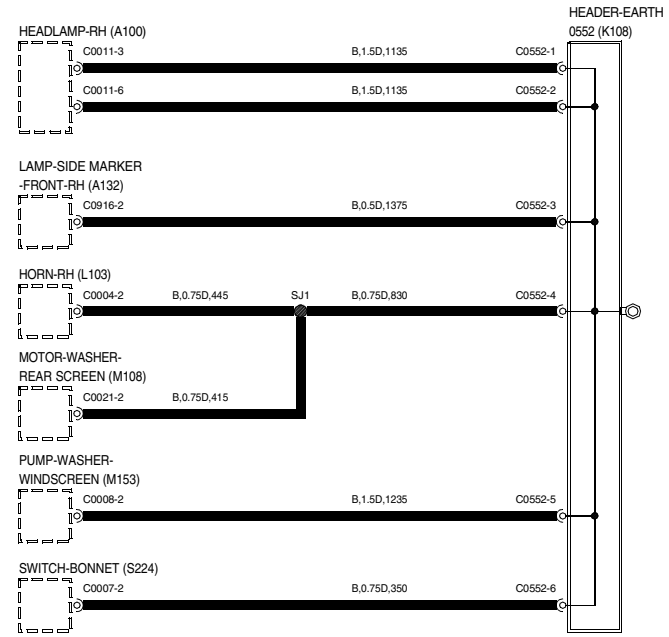 HEADER-EARTH
0552 (K108)
HEADLAMP-RH (A100)
C0011-3 B,1.5D,1135 C0552-1
C0011-6 B,1.5D,1135 C0552-2
LAMP-SIDE MARKER
-FRONT-RH (A132)
C0916-2 B,0.5D,1375 C0552-3
HORN-RH (L103)
C0004-2 B,0.75D,445 SJ1 B,0.75D,830 C0552-4
MOTOR-WASHER-
REAR SCREEN (M108)
C0021-2 B,0.75D,415
PUMP-WASHER-
WINDSCREEN (M153)
C0008-2 B,1.5D,1235 C0552-5
SWITCH-BONNET (S224)
C0007-2 B,0.75D,350 C0552-6